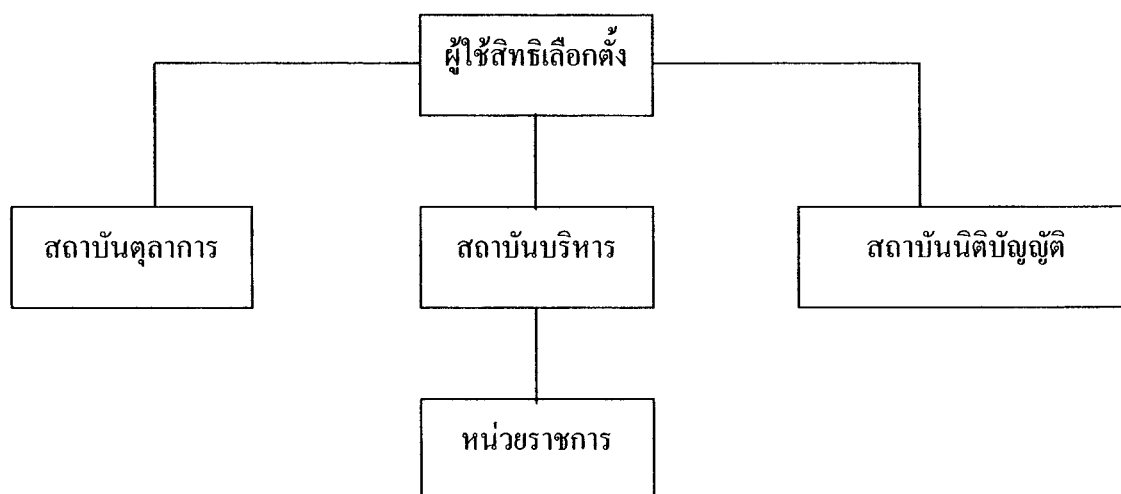 ผู้ใช้สิทธิเลือกตั้ง
สถาบันตุลาการ
สถาบันบริหาร
สถาบันนิติบัญญัติ
หน่วยราชการ